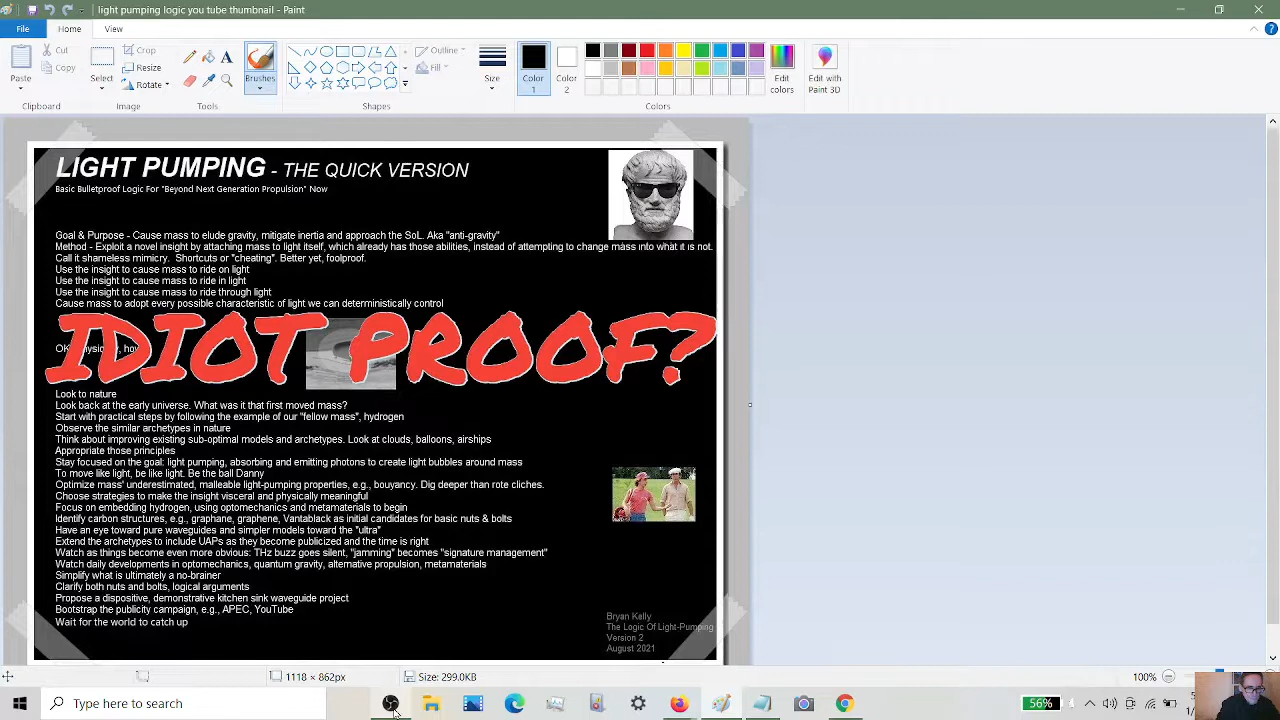 light pumping logic you tube thumbnail - Paint
File
Home
View
Paste
Cut
Copy
Clipboard
Select
Crop
Resize
Rotate
Image
A
Tools
Brushes
Shapes
Outline
Fill
Size
Color
1
Color
2
Colors
Edit
colors
Edit with
Paint 3D
LIGHT PUMPING - THE QUICK VERSION
Basic Bulletproof Logic For "Beyond Next Generation Propulsion" Now
Goal & Purpose - Cause mass to elude gravity, mitigate inertia and approach the SoL. Aka "anti-gravity"
Method - Exploit a novel insight by attaching mass to light itself, which already has those abilities, instead of attempting to change mass into what it is not.
Call it shameless mimicry. Shortcuts or "cheating". Better yet, foolproof.
Use the insight to cause mass to ride on light
Use the insight to cause mass to ride in light
Use the insight to cause mass to ride through light
Cause mass to adopt every possible characteristic of light we can deterministically control
IDIOT PROOF?
Look to nature
Look back at the early universe. What was it that first moved mass?
Start with practical steps by following the example of our "fellow mass", hydrogen
Observe the similar archetypes in nature
Think about improving existing sub-optimal models and archetypes. Look at clouds, balloons, airships
Appropriate those principles
Stay focused on the goal: light pumping, absorbing and emitting photons to create light bubbles around mass
To move like light, be like light. Be the ball Danny
Optimize mass' underestimated, malleable light-pumping properties, e.g., bouyancy. Dig deeper than rote cliches.
Choose strategies to make the insight visceral and physically meaningful
Focus on embedding hydrogen, using optomechanics and metamaterials to begin
Identify carbon structures, e.g., graphane, graphene, Vantablack as initial candidates for basic nuts & bolts
Have an eye toward pure waveguides and simpler models toward the "ultra"
Extend the archetypes to include UAPs as they become publicized and the time is right
Watch as things become even more obvious: THz buzz goes silent, "jamming" becomes "signature management"
Watch daily developments in optomechanics, quantum gravity, alternative propulsion, metamaterials
Simplify what is ultimately a no-brainer
Clarify both nuts and bolts, logical arguments
Propose a dispositive, demonstrative kitchen sink waveguide project
Bootstrap the publicity campaign, e.g., APEC, YouTube
Wait for the world to catch up
Bryan Kelly
The Logic Of Light-Pumping
Version 2
August 2021
Size: 299.0KB
100%
Type here to search
56%